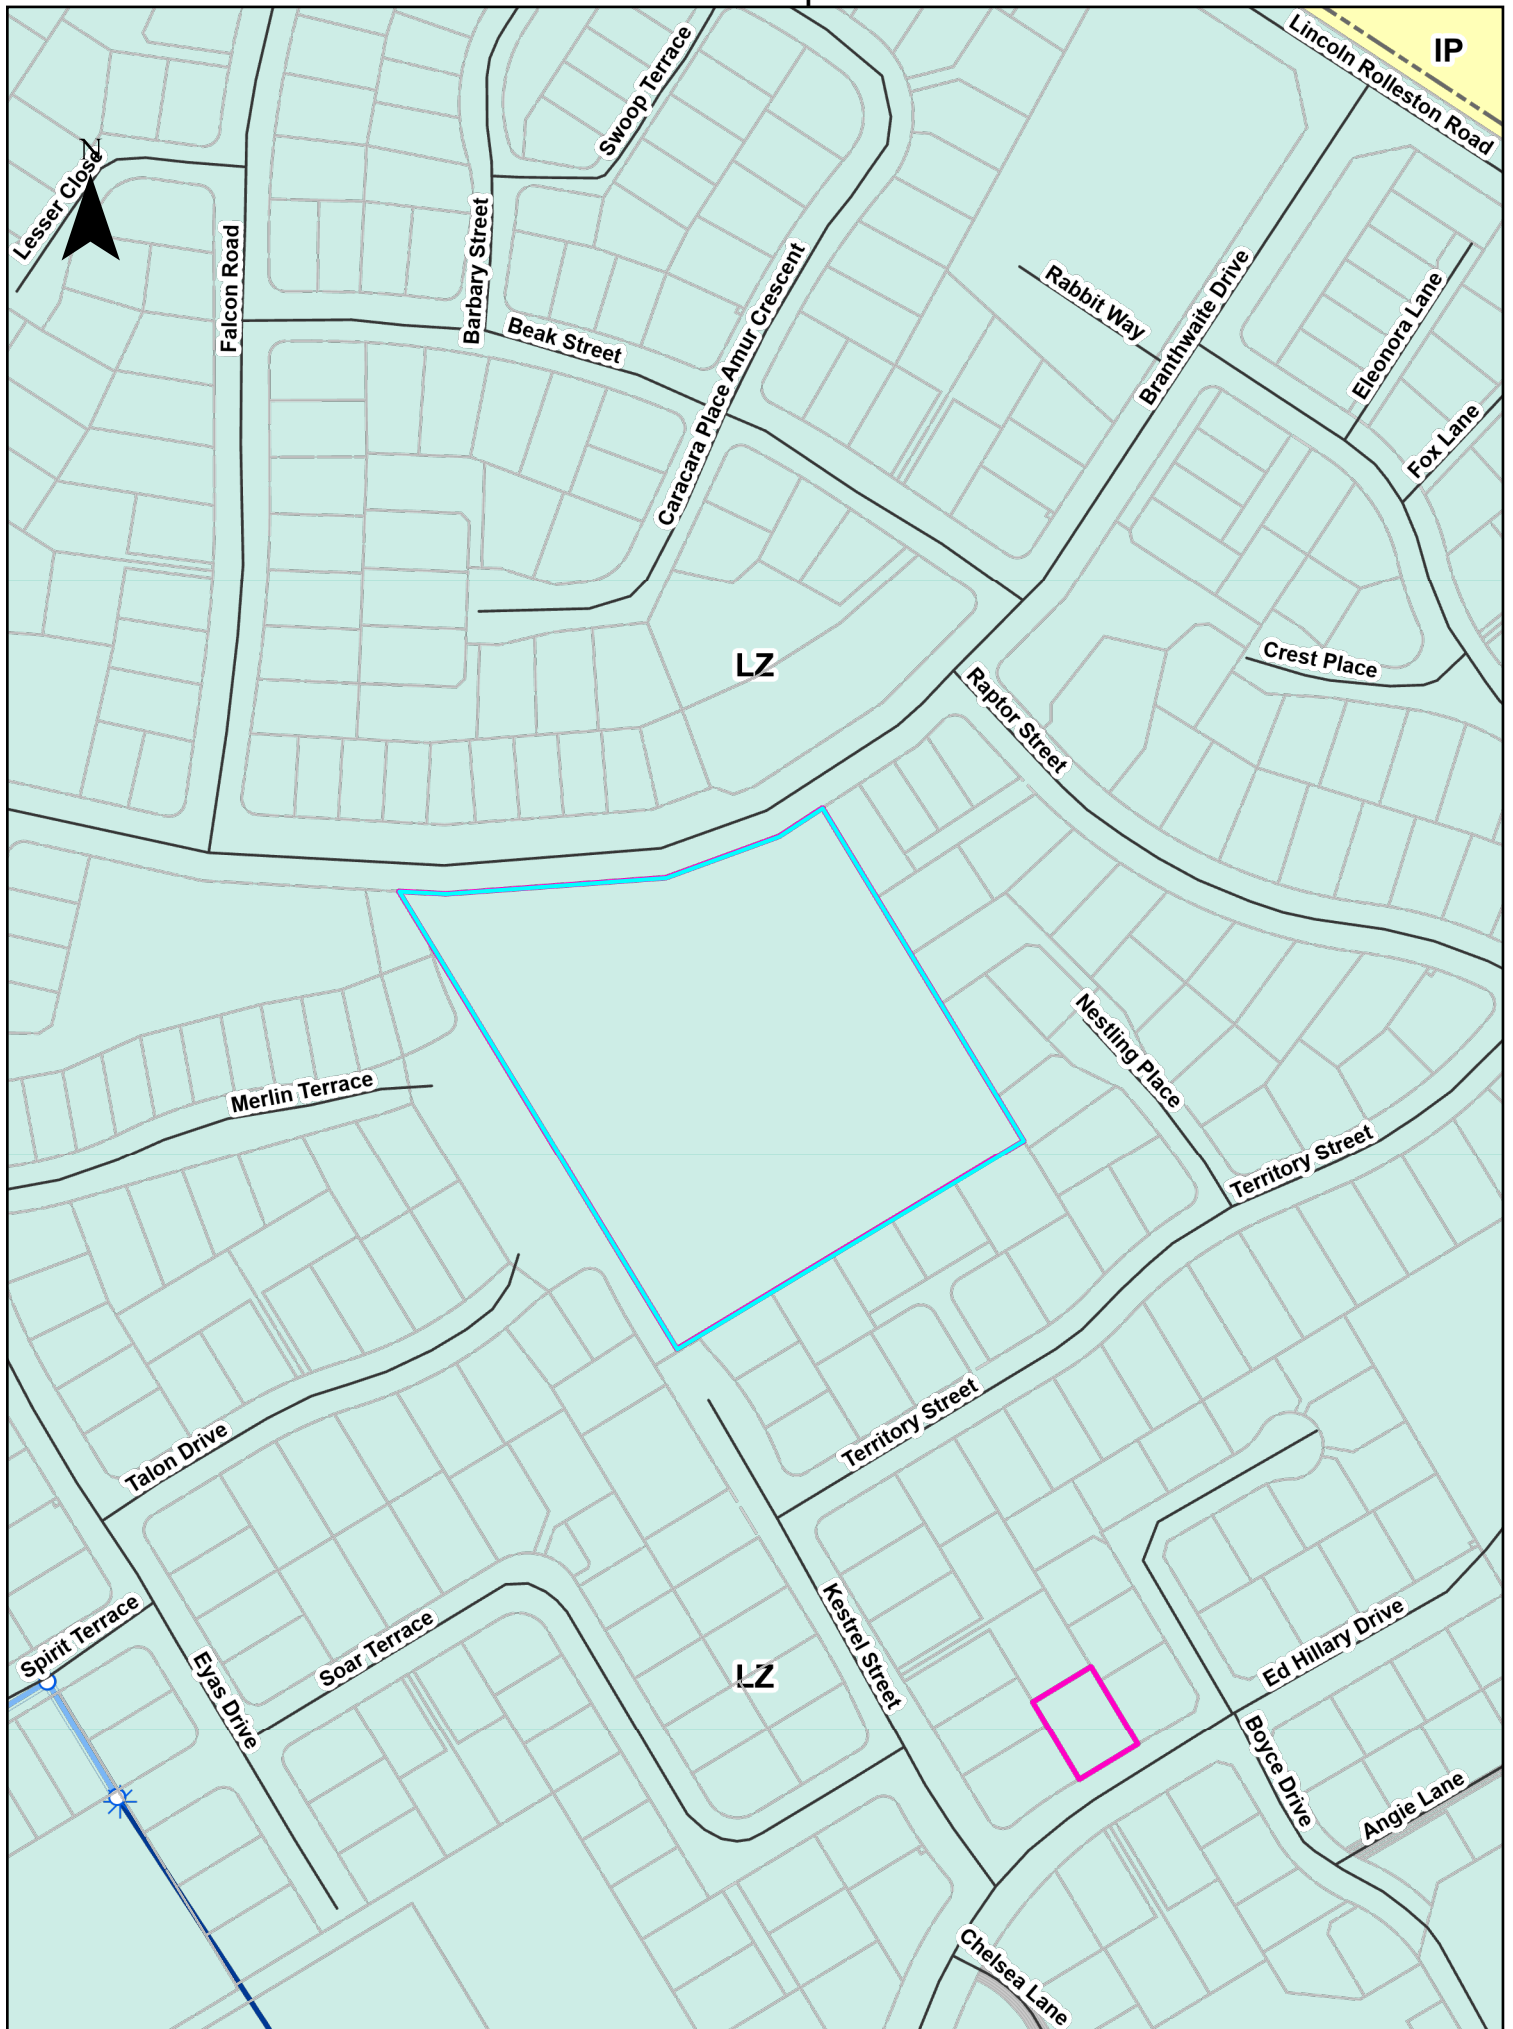 Lincoln Rolleston Road
IP
Swoop Terrace
N
Lesser Close
Falcon Road
Barbary Street
Beak Street
Caracara Place
Amur Crescent
Rabbit Way
Branthwaite Drive
Eleonora Lane
Fox Lane
LZ
Crest Place
Raptor Street
Nestling Place
Merlin Terrace
Territory Street
Territory Street
Talon Drive
Spirit Terrace
Eyas Drive
Soar Terrace
Kestrel Street
LZ
Ed Hillary Drive
Boyce Drive
Angie Lane
Chelsea Lane